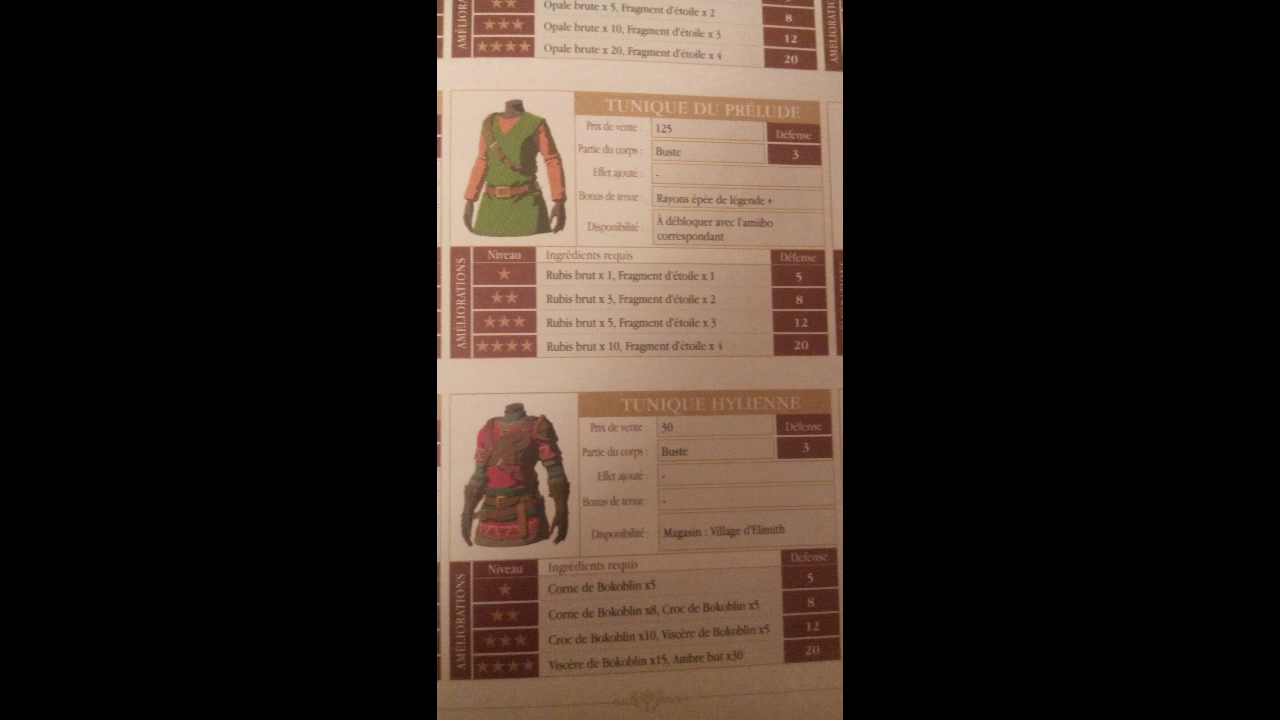 Opale brute x 5, Fragment d'étoile x 2
8
Opale brute x 10, Fragment d'étoile x 3
12
Opale brute x 20, Fragment d'étoile x 4
20
TUNIQUE DU PRÉLUDE
Prix de vente : 125
Défense
Partie du corps : Buste
3
Effet ajouté : -
Bonus de tenue : Rayons épée de légende +
Disponibilité : À débloquer avec l'amiibo
correspondant
AMÉLIORATIONS
Niveau Ingrédients requis Défense
★ Rubis brut x 1, Fragment d'étoile x 1 5
★★ Rubis brut x 3, Fragment d'étoile x 2 8
★★★ Rubis brut x 5, Fragment d'étoile x 3 12
★★★★ Rubis brut x 10, Fragment d'étoile x 4 20
TUNIQUE HYLIENNE
Prix de vente : 30
Défense
Partie du corps : Buste
3
Effet ajouté : -
Bonus de tenue : -
Disponibilité : Magasin : Village d'Elimith
AMÉLIORATIONS
Niveau Ingrédients requis Défense
★ Corne de Bokoblin x5 5
★★ Corne de Bokoblin x8, Croc de Bokoblin x5 8
★★★ Croc de Bokoblin x10, Viscère de Bokoblin x5 12
★★★★ Viscère de Bokoblin x15, Ambre but x30 20